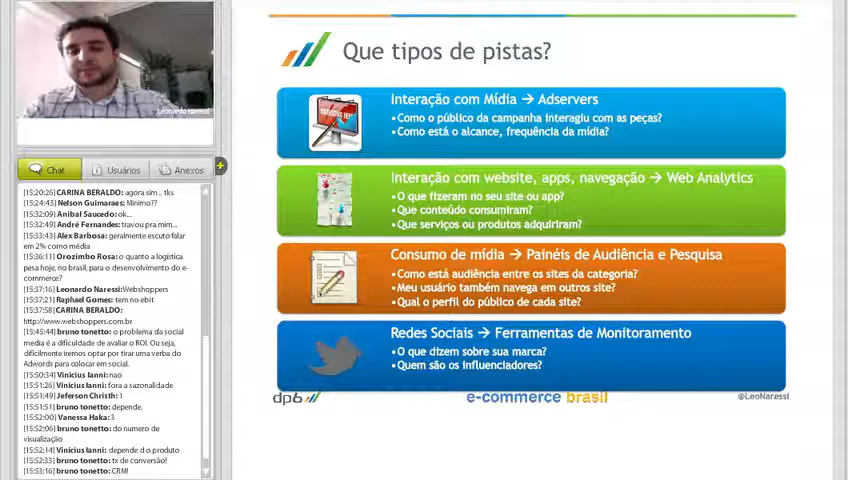 Leonardo Naressi
Chat
Usuários
Anexos
[15:20:26] CARINA BERALDO: agora sim .. tks
[15:24:43] Nelson Guimaraes: Minimo??
[15:32:09] Anibal Saucedo: ok...
[15:32:49] André Fernandes: travou pra mim...
[15:33:43] Alex Barbosa: geralmente escuto falar
em 2% como média
[15:36:11] Orozimbo Rosa: o quanto a logística
pesa hoje, no brasil, para o desenvolvimento do e-
commerce?
[15:37:16] Leonardo Naressi:Webshoppers
[15:37:21] Raphael Gomes: tem no ebit
[15:37:58] CARINA BERALDO:
http://www.webshoppers.com.br
[15:45:44] bruno tonetto: o problema da social
media é a dificuldade de avaliar o ROI. Ou seja,
dificilmente iremos optar por tirar uma verba do
Adwords para colocar em social.
[15:50:34] Vinicius Ianni: nao
[15:51:26] Vinicius Ianni: fora a sazonalidade
[15:51:49] Jeferson Christh: 1
[15:51:51] bruno tonetto: depende.
[15:52:00] Vanessa Haka: 3
[15:52:06] bruno tonetto: do numero de
visualização
[15:52:14] Vinicius Ianni: depende d o produto
[15:52:33] bruno tonetto: tx de conversão!
[15:53:16] bruno tonetto: CRM!
Que tipos de pistas?
Interação com Mídia → Adservers
•Como o público da campanha interagiu com as peças?
•Como está o alcance, frequência da mídia?
Interação com website, apps, navegação → Web Analytics
•O que fizeram no seu site ou app?
•Que conteúdo consumiram?
•Que serviços ou produtos adquiriram?
Consumo de mídia → Painéis de Audiência e Pesquisa
•Como está audiência entre os sites da categoria?
•Meu usuário também navega em outros site?
•Qual o perfil do público de cada site?
Redes Sociais → Ferramentas de Monitoramento
•O que dizem sobre sua marca?
•Quem são os influenciadores?
dp6
e-commerce brasil
@LeoNaressi